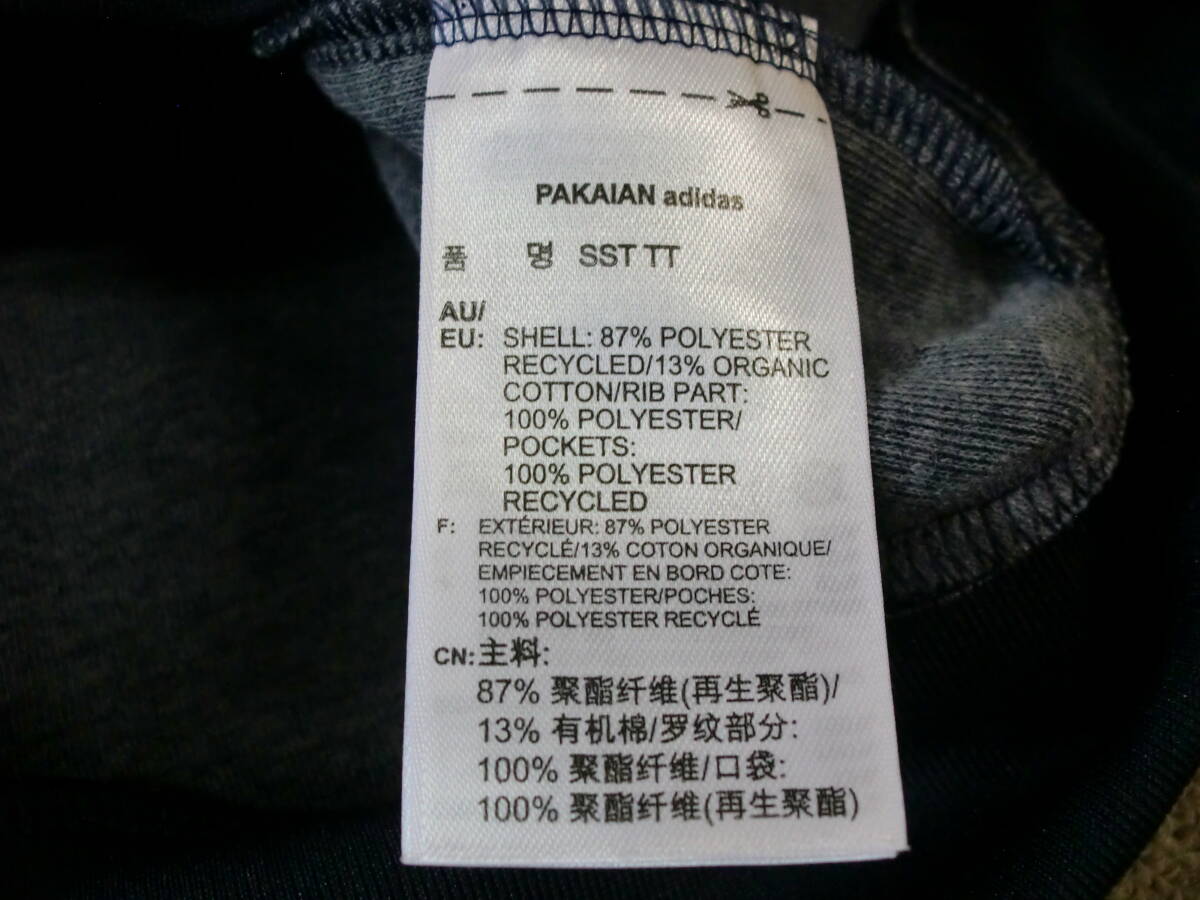 PAKAIAN adidas
품 명 SST TT
AU/
EU: SHELL: 87% POLYESTER
RECYCLED/13% ORGANIC
COTTON/RIB PART:
100% POLYESTER/
POCKETS:
100% POLYESTER
RECYCLED
F: EXTÉRIEUR: 87% POLYESTER
RECYCLÉ/13% COTON ORGANIQUE/
EMPIECEMENT EN BORD COTE:
100% POLYESTER/POCHES:
100% POLYESTER RECYCLÉ
CN: 主料:
87% 聚酯纤维(再生聚酯)/
13% 有机棉/罗纹部分:
100% 聚酯纤维/口袋:
100% 聚酯纤维(再生聚酯)